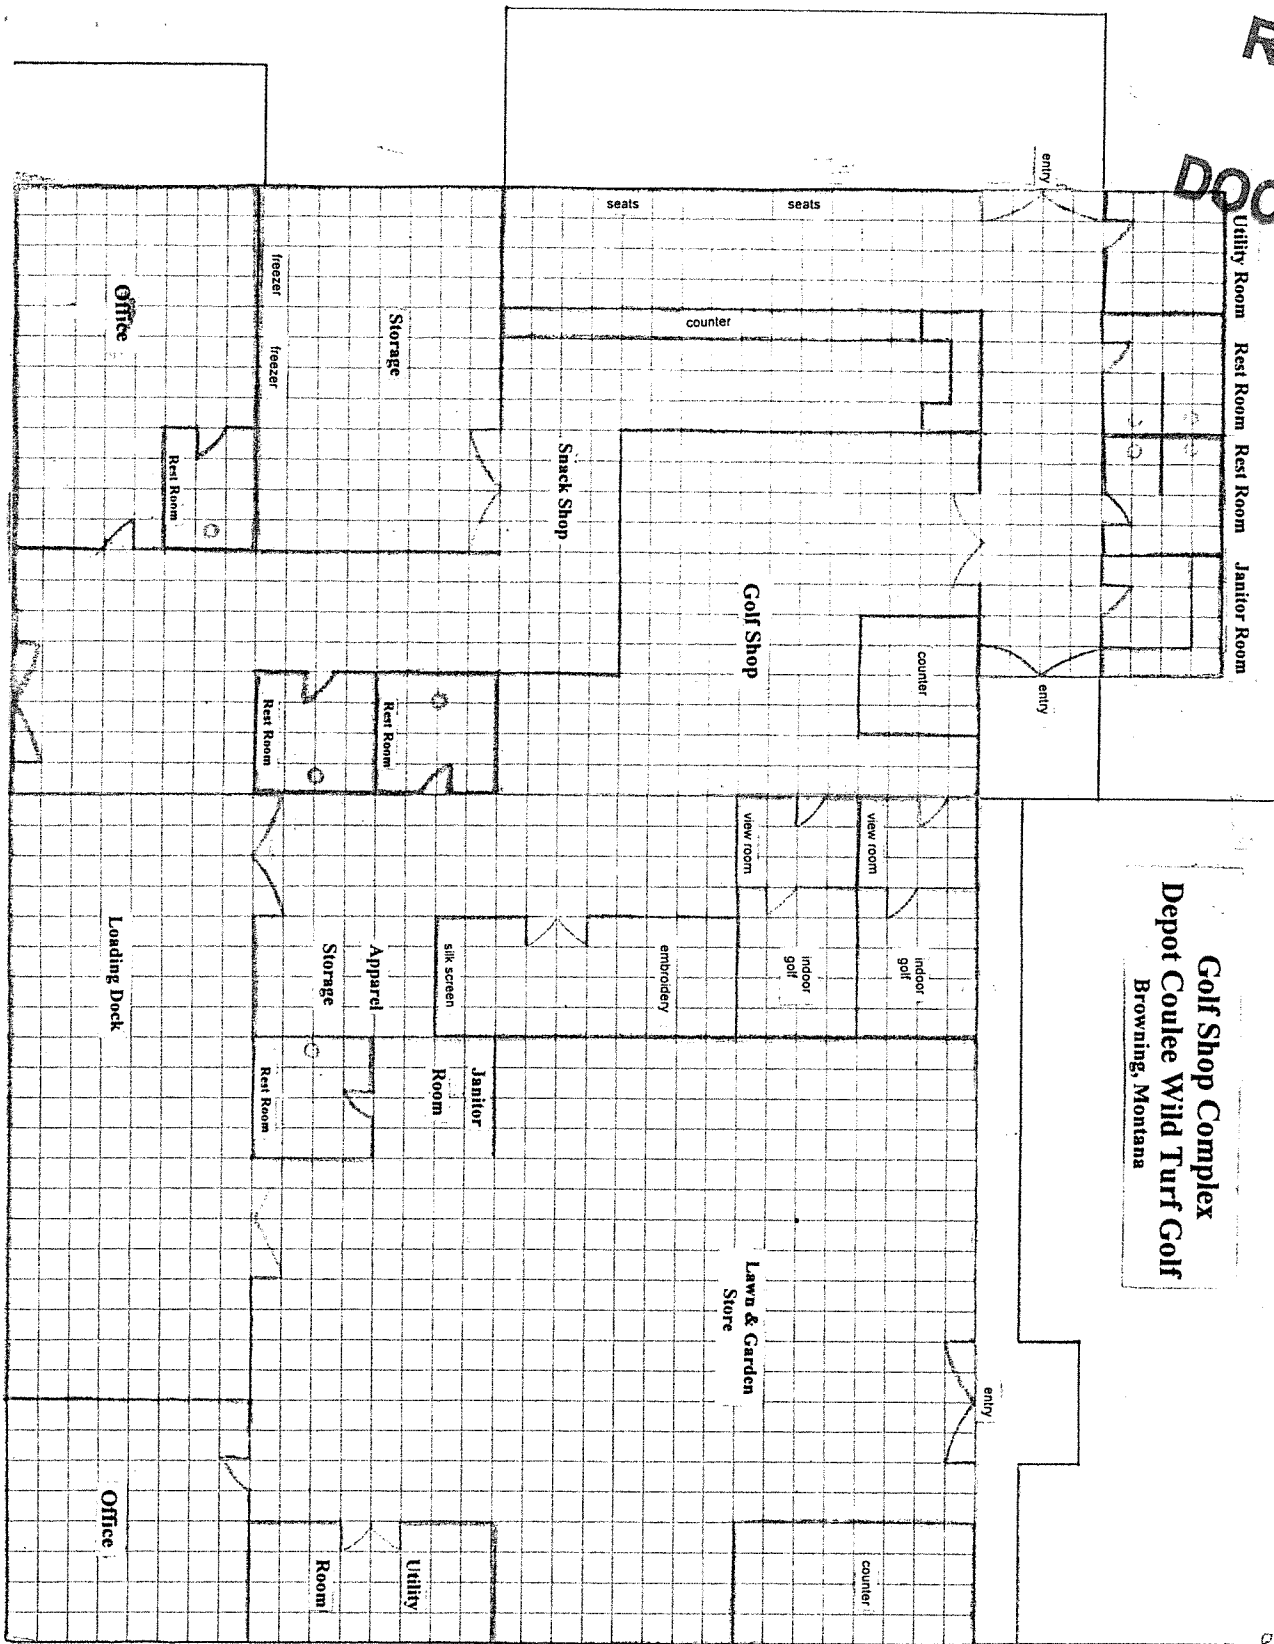 Golf Shop Complex
Depot Coulee Wild Turf Golf
Browning, Montana
Utility Room
Rest Room
Rest Room
Janitor Room
entry
entry
entry
seats
seats
counter
counter
counter
Golf Shop
Snack Shop
Storage
freezer
freezer
Office
Rest Room
Rest Room
Rest Room
view room
view room
indoor
golf
indoor
golf
embroidery
silk screen
Apparel
Storage
Loading Dock
Janitor
Room
Rest Room
Lawn & Garden
Store
Utility
Room
Office